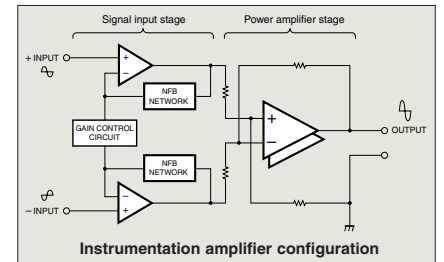 Signal input stage
Power amplifier stage
+ INPUT
+
−
NFB
NETWORK
GAIN CONTROL
CIRCUIT
+
−
OUTPUT
NFB
NETWORK
−
+
− INPUT
Instrumentation amplifier configuration